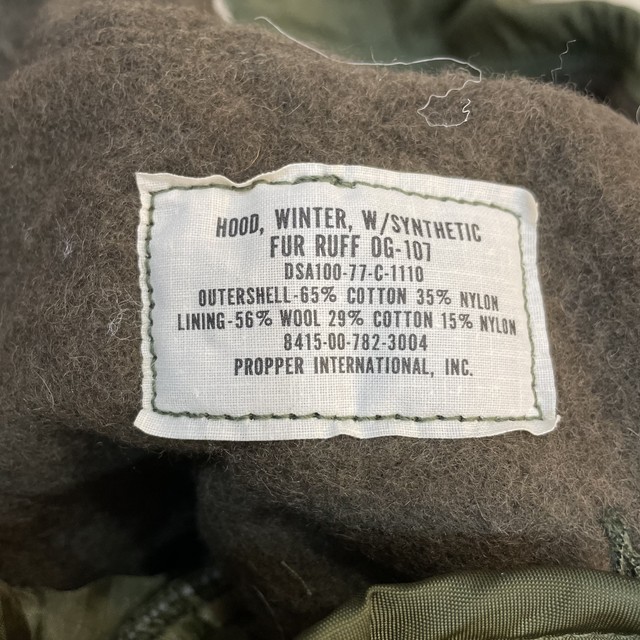 HOOD, WINTER, W/SYNTHETIC
FUR RUFF OG-107
DSA100-77-C-1110
OUTERSHELL-65% COTTON 35% NYLON
LINING-56% WOOL 29% COTTON 15% NYLON
8415-00-782-3004
PROPPER INTERNATIONAL, INC.